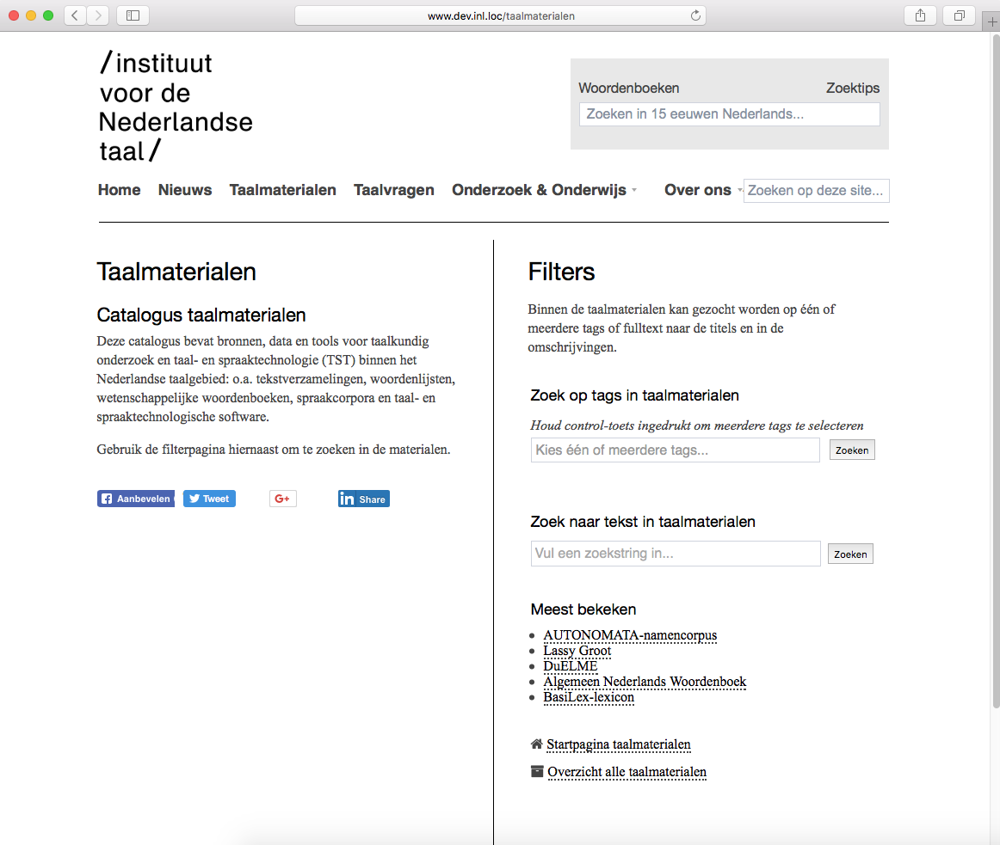 www.dev.inl.loc/taalmaterialen
/instituut
voor de
Nederlandse
taal/
Woordenboeken Zoektips
Zoeken in 15 eeuwen Nederlands...
Home Nieuws Taalmaterialen Taalvragen Onderzoek & Onderwijs Over ons Zoeken op deze site...
Taalmaterialen
Catalogus taalmaterialen
Deze catalogus bevat bronnen, data en tools voor taalkundig
onderzoek en taal- en spraaktechnologie (TST) binnen het
Nederlandse taalgebied: o.a. tekstverzamelingen, woordenlijsten,
wetenschappelijke woordenboeken, spraakcorpora en taal- en
spraaktechnologische software.
Gebruik de filterpagina hiernaast om te zoeken in de materialen.
Aanbevelen Tweet G+ in Share
Filters
Binnen de taalmaterialen kan gezocht worden op één of
meerdere tags of fulltext naar de titels en in de
omschrijvingen.
Zoek op tags in taalmaterialen
Houd control-toets ingedrukt om meerdere tags te selecteren
Kies één of meerdere tags... Zoeken
Zoek naar tekst in taalmaterialen
Vul een zoekstring in... Zoeken
Meest bekeken
AUTONOMATA-namencorpus
Lassy Groot
DuELME
Algemeen Nederlands Woordenboek
BasiLex-lexicon
Startpagina taalmaterialen
Overzicht alle taalmaterialen